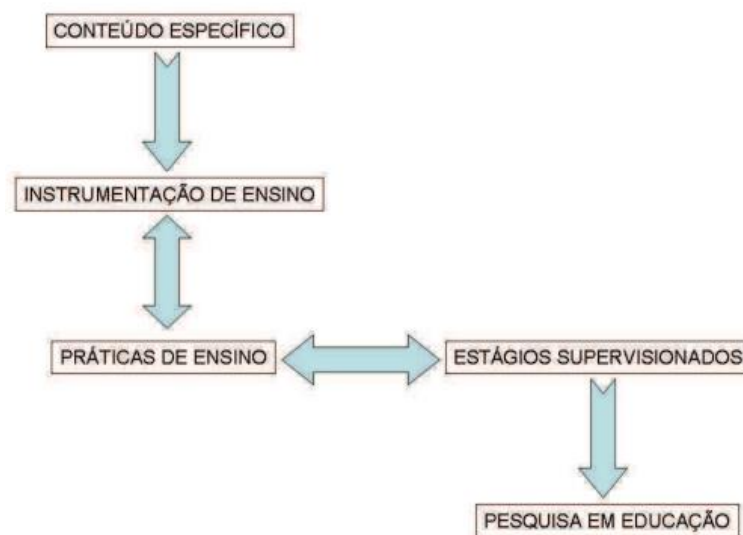 CONTEÚDO ESPECÍFICO
INSTRUMENTAÇÃO DE ENSINO
PRÁTICAS DE ENSINO
ESTÁGIOS SUPERVISIONADOS
PESQUISA EM EDUCAÇÃO